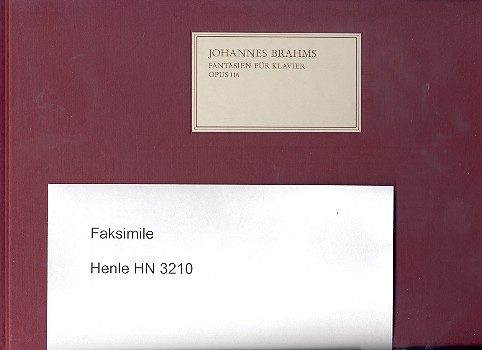 JOHANNES BRAHMS
FANTASIEN FÜR KLAVIER
OPUS 116
Faksimile
Henle HN 3210